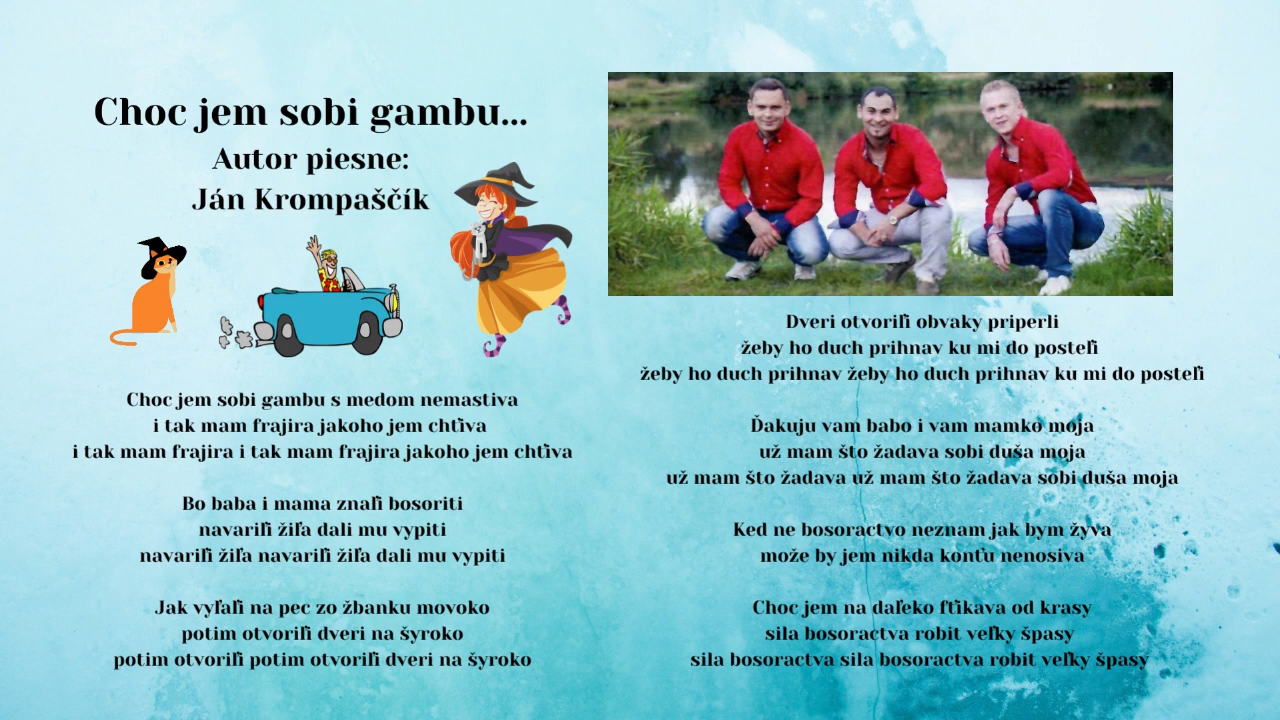 Choc jem sobi gambu...
Autor piesne:
Ján Krompaščík
Choc jem sobi gambu s medom nemastiva
i tak mam frajira jakoho jem chťiva
i tak mam frajira i tak mam frajira jakoho jem chťiva
Bo baba i mama znaľi bosoriti
navariľi žiľa dali mu vypiti
navariľi žiľa navariľi žiľa dali mu vypiti
Jak vyľaľi na pec zo žbanku movoko
potim otvoriľi dveri na šyroko
potim otvoriľi potim otvoriľi dveri na šyroko
Dveri otvoriľi obvaky priperli
žeby ho duch prihnav ku mi do posteľi
žeby ho duch prihnav žeby ho duch prihnav ku mi do posteľi
Ďakuju vam babo i vam mamko moja
už mam što žadava sobi duša moja
už mam što žadava už mam što žadava sobi duša moja
Ked ne bosoractvo neznam jak bym žyva
može by jem nikda konťu nenosiva
Choc jem na daľeko fťikava od krasy
sila bosoractva robit veľky špasy
sila bosoractva sila bosoractva robit veľky špasy